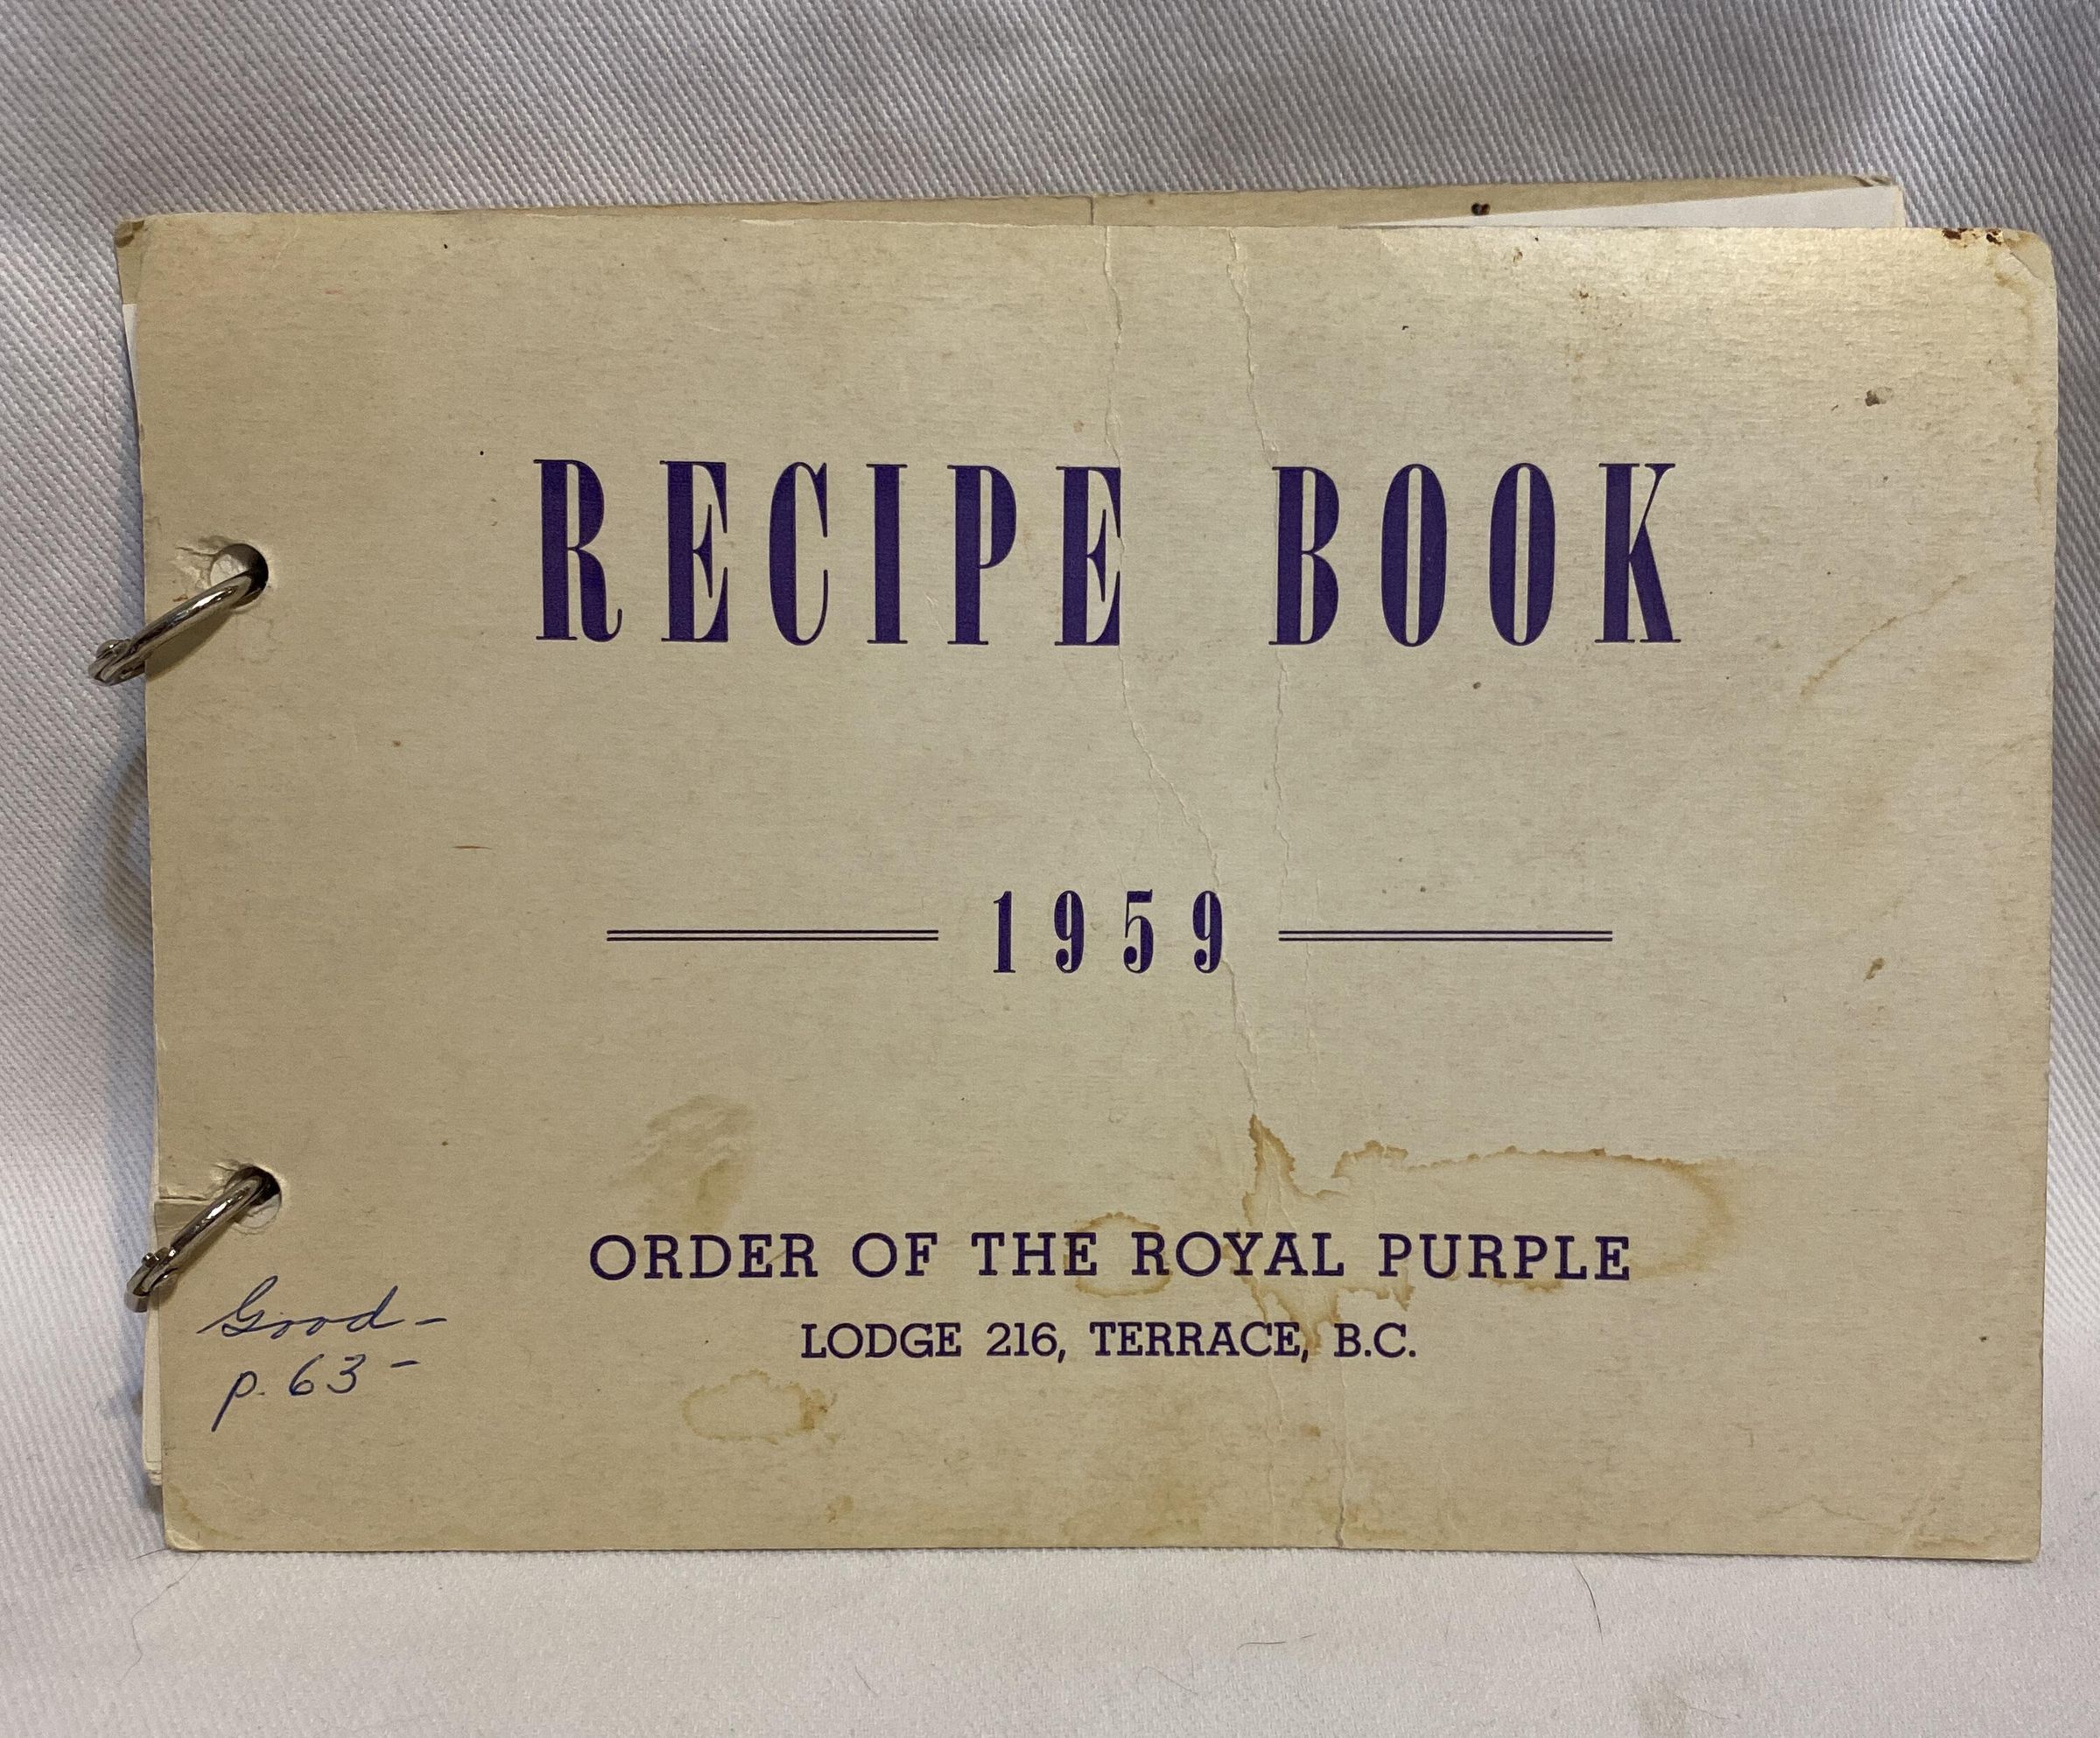 RECIPE BOOK
1959
ORDER OF THE ROYAL PURPLE
LODGE 216, TERRACE, B.C.
Good -
p. 63 -